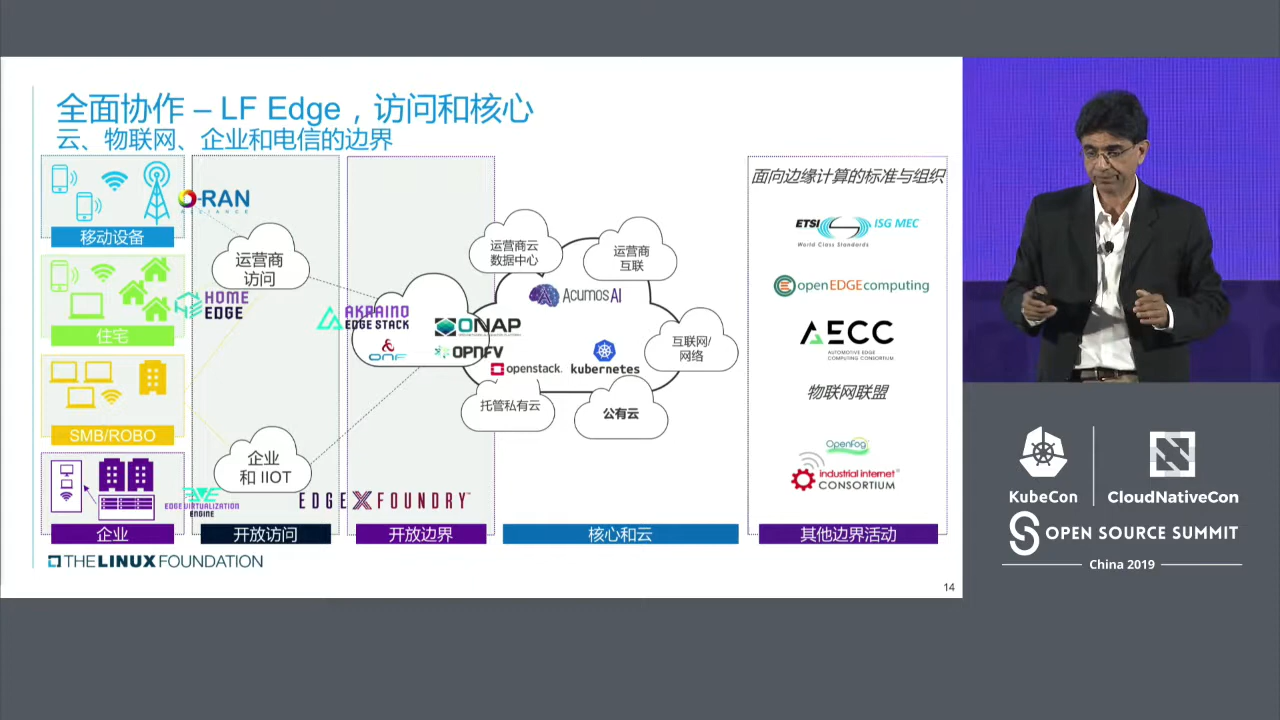 全面协作 – LF Edge，访问和核心
云、物联网、企业和电信的边界
O-RAN
ALLIANCE
移动设备
运营商
访问
HOME
EDGE
住宅
SMB/ROBO
企业
和 IIOT
EDGE VIRTUALIZATION
ENGINE
企业
开放访问
AKRAINO
EDGE STACK
ONF
EDGE X FOUNDRY™
开放边界
运营商云
数据中心
运营商
互联
Acumos AI
ONAP
OPNFV
openstack.
kubernetes
互联网/
网络
托管私有云
公有云
核心和云
面向边缘计算的标准与组织
ETSI
ISG MEC
World Class Standards
openEDGEcomputing
AECC
AUTOMOTIVE EDGE
COMPUTING CONSORTIUM
物联网联盟
OpenFog
industrial internet®
CONSORTIUM
其他边界活动
THE LINUX FOUNDATION
14
KubeCon
CloudNativeCon
OPEN SOURCE SUMMIT
China 2019